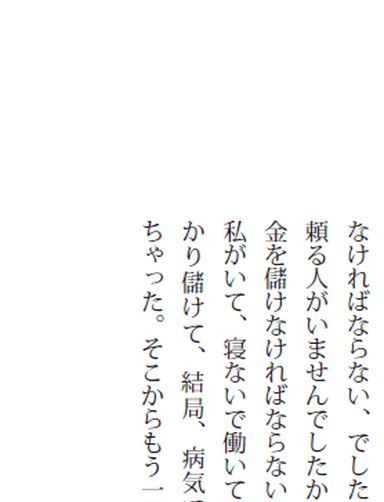 なければならない、でした
頼る人がいませんでしたか
金を儲けなければならない
私がいて、寝ないで働いて
かり儲けて、結局、病気
ちゃった。そこからもう一